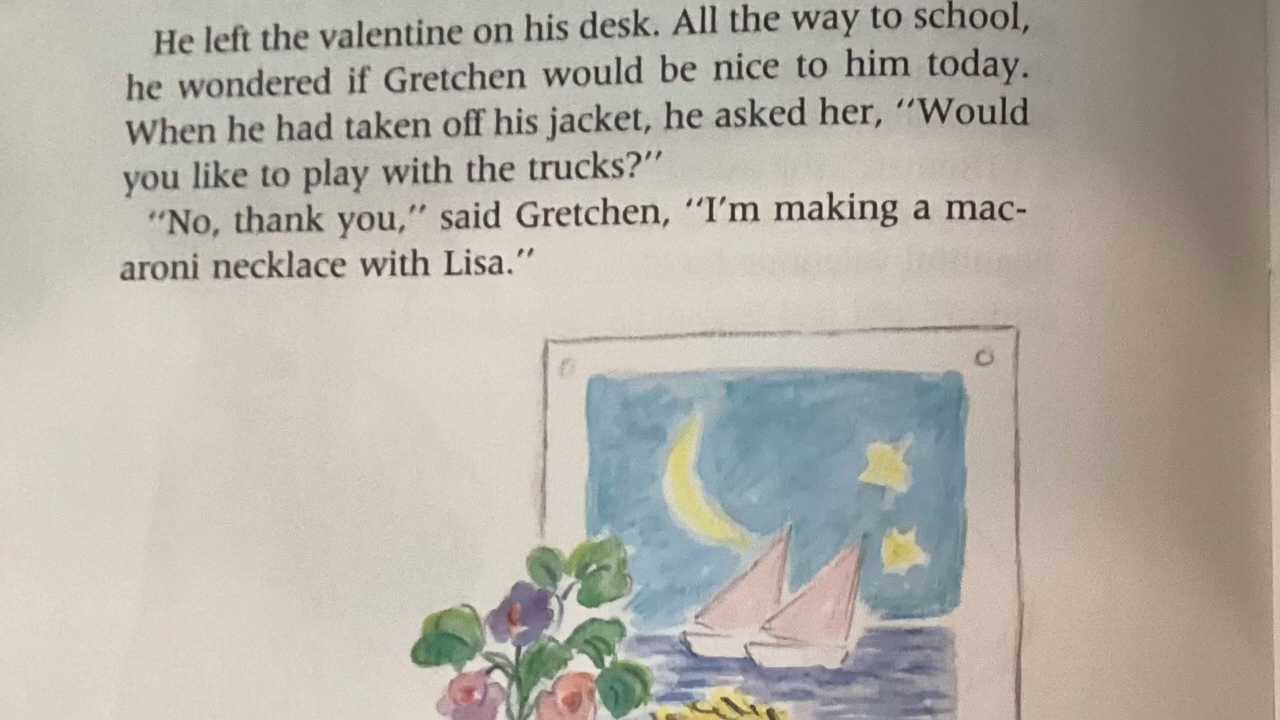 He left the valentine on his desk. All the way to school,
he wondered if Gretchen would be nice to him today.
When he had taken off his jacket, he asked her, “Would
you like to play with the trucks?”
“No, thank you,” said Gretchen, “I’m making a mac-
aroni necklace with Lisa.”